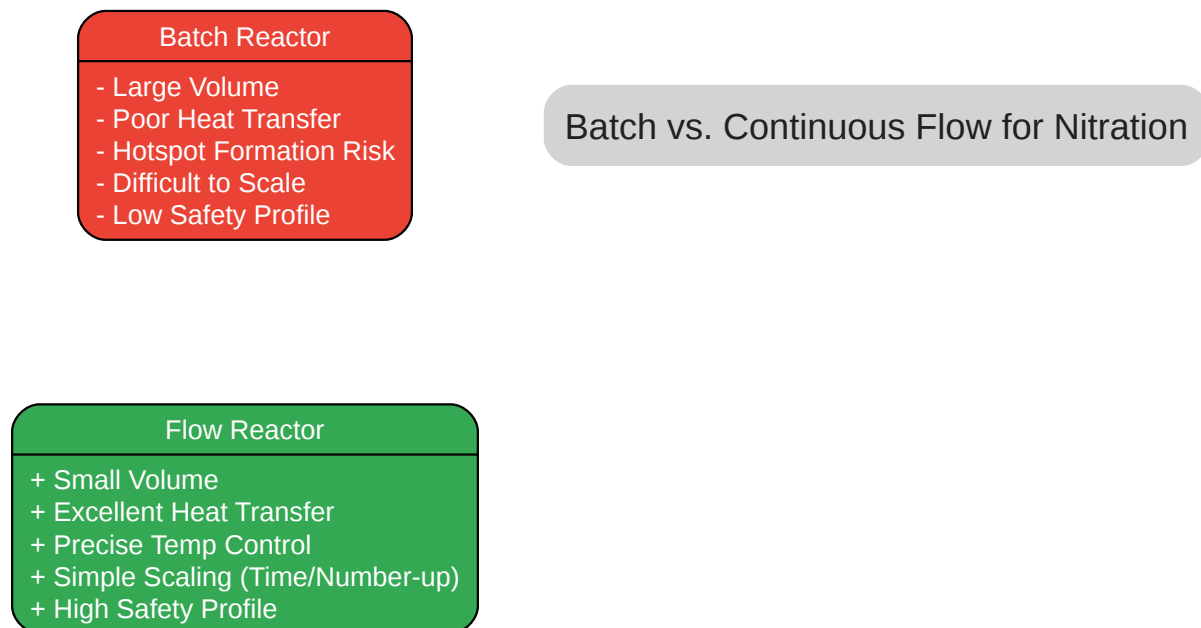 Batch Reactor
- Large Volume
- Poor Heat Transfer
- Hotspot Formation Risk
- Difficult to Scale
- Low Safety Profile
Batch vs. Continuous Flow for Nitration
Flow Reactor
+ Small Volume
+ Excellent Heat Transfer
+ Precise Temp Control
+ Simple Scaling (Time/Number-up)
+ High Safety Profile